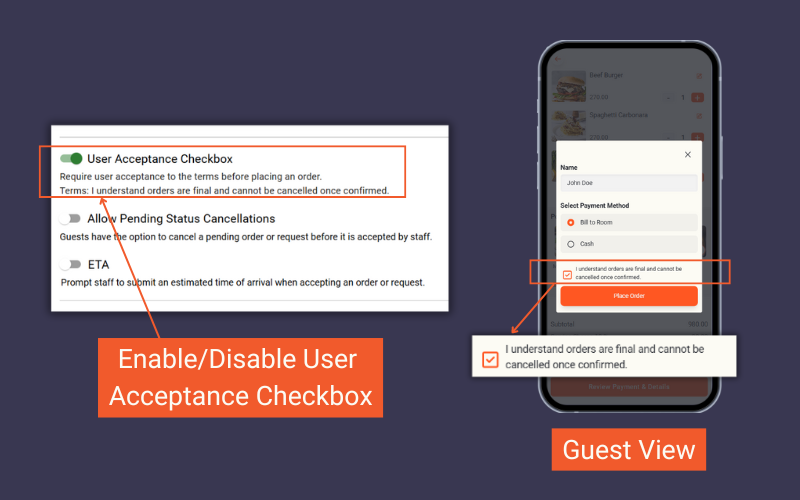 User Acceptance Checkbox
Require user acceptance to the terms before placing an order.
Terms: I understand orders are final and cannot be cancelled once confirmed.
Allow Pending Status Cancellations
Guests have the option to cancel a pending order or request before it is accepted by staff.
ETA
Prompt staff to submit an estimated time of arrival when accepting an order or request.
Enable/Disable User
Acceptance Checkbox
Beef Burger
1
Spaghetti Carbonara
1
Name
John Doe
Select Payment Method
Bill to Room
Cash
I understand orders are final and cannot be
cancelled once confirmed.
Place Order
Subtotal
I understand orders are final and cannot be
cancelled once confirmed.
Review Payment & Details
Guest View